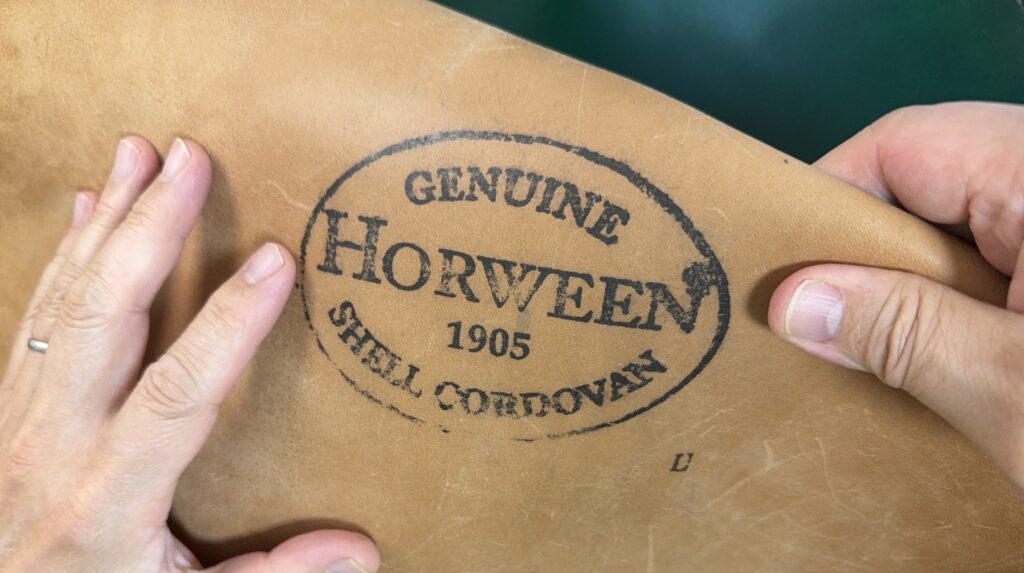 GENUINE
HORWEEN
1905
SHELL CORDOVAN